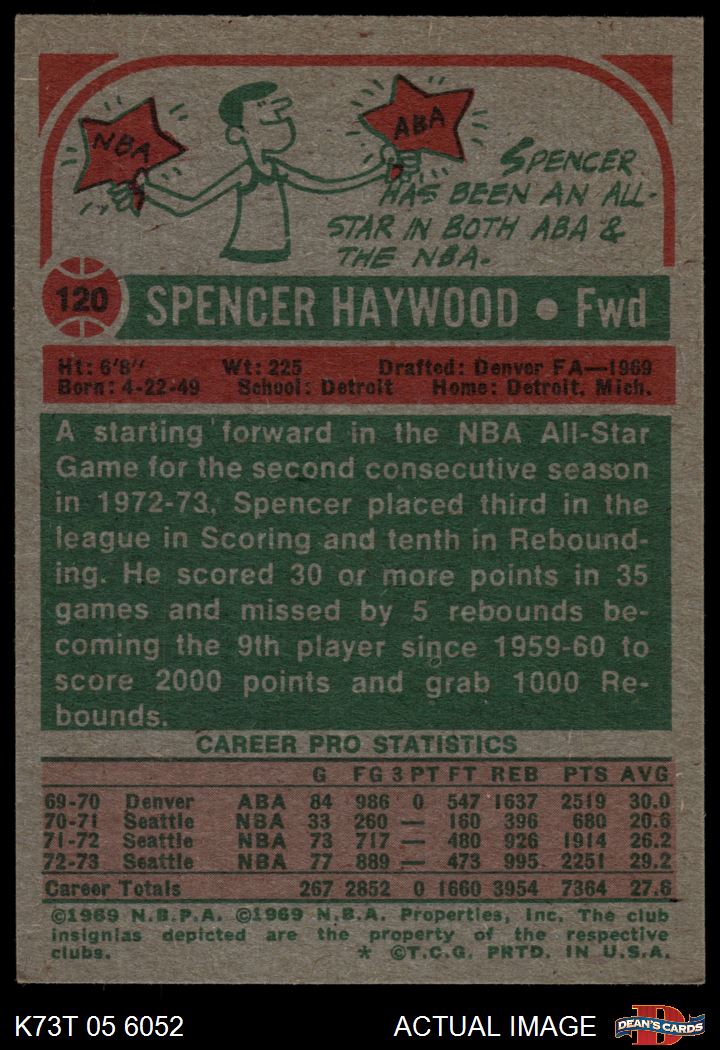 NBA
ABA
SPENCER
HAS BEEN AN ALL-
STAR IN BOTH ABA &
THE NBA.
120 SPENCER HAYWOOD • Fwd
Ht: 6'8" Wt: 225 Drafted: Denver FA—1969
Born: 4-22-49 School: Detroit Home: Detroit, Mich.
A starting forward in the NBA All-Star
Game for the second consecutive season
in 1972-73, Spencer placed third in the
league in Scoring and tenth in Rebound-
ing. He scored 30 or more points in 35
games and missed by 5 rebounds be-
coming the 9th player since 1959-60 to
score 2000 points and grab 1000 Re-
bounds.
CAREER PRO STATISTICS
G FG 3 PT FT REB PTS AVG
69-70 Denver ABA 84 986 0 547 1637 2519 30.0
70-71 Seattle NBA 33 260 — 160 396 680 20.6
71-72 Seattle NBA 73 717 — 480 926 1914 26.2
72-73 Seattle NBA 77 889 — 473 995 2251 29.2
Career Totals 267 2852 0 1660 3954 7364 27.6
©1969 N.B.P.A. ©1969 N.B.A. Properties, Inc. The club
insignias depicted are the property of the respective
clubs. * ©T.C.G. PRTD. IN U.S.A.
K73T 05 6052 ACTUAL IMAGE D DEAN'S CARDS